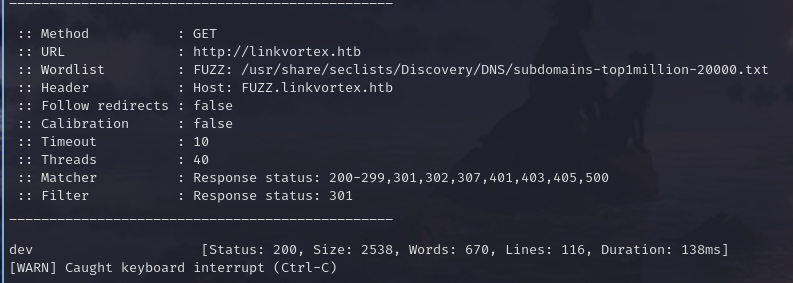 ________________________________________________
:: Method           : GET
:: URL              : http://linkvortex.htb
:: Wordlist         : FUZZ: /usr/share/seclists/Discovery/DNS/subdomains-top1million-20000.txt
:: Header           : Host: FUZZ.linkvortex.htb
:: Follow redirects : false
:: Calibration      : false
:: Timeout          : 10
:: Threads          : 40
:: Matcher          : Response status: 200-299,301,302,307,401,403,405,500
:: Filter           : Response status: 301
________________________________________________
dev                     [Status: 200, Size: 2538, Words: 670, Lines: 116, Duration: 138ms]
[WARN] Caught keyboard interrupt (Ctrl-C)